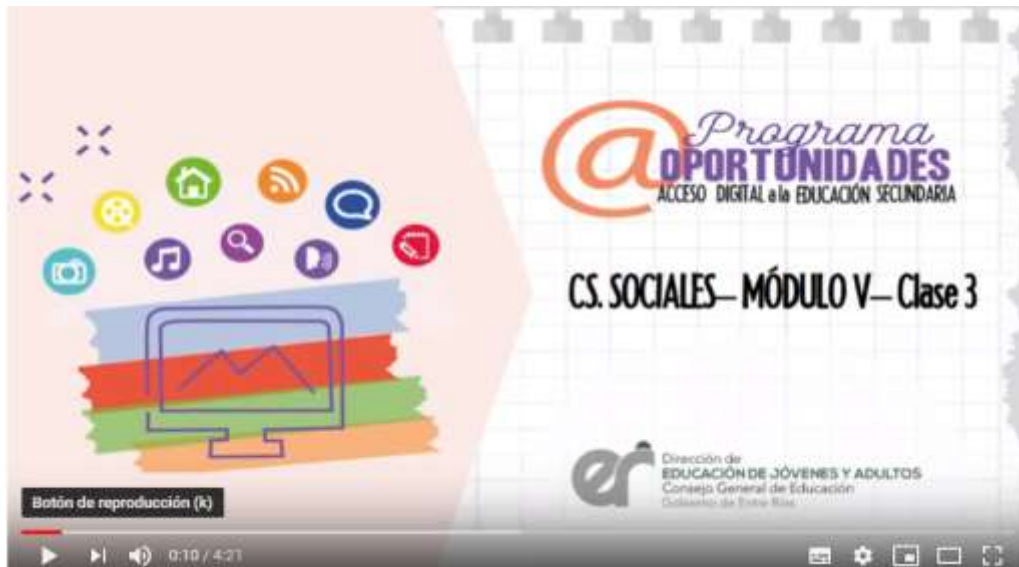 @Programa
OPORTUNIDADES
ACCESO DIGITAL a la EDUCACIÓN SECUNDARIA
CS. SOCIALES– MÓDULO V– Clase 3
er
Dirección de
EDUCACIÓN DE JÓVENES Y ADULTOS
Consejo General de Educación
Gobierno de Entre Ríos
Botón de reproducción (k)
0:10 / 4:21